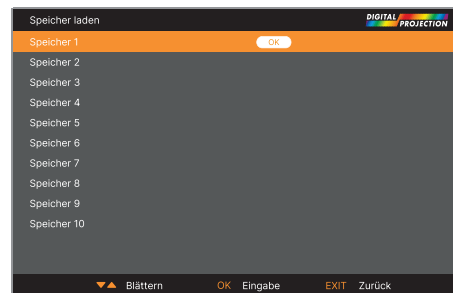 Speicher laden
DIGITAL PROJECTION
Speicher 1 OK
Speicher 2
Speicher 3
Speicher 4
Speicher 5
Speicher 6
Speicher 7
Speicher 8
Speicher 9
Speicher 10
▼▲ Blättern OK Eingabe EXIT Zurück